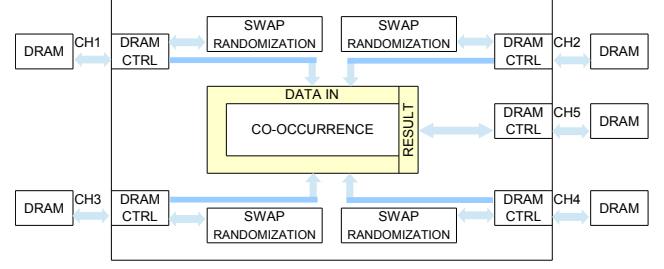 SWAP
RANDOMIZATION
SWAP
RANDOMIZATION
DRAM
CH1
DRAM
CTRL
DRAM
CTRL
CH2
DRAM
DATA IN
CO-OCCURRENCE
RESULT
DRAM
CTRL
CH5
DRAM
DRAM
CH3
DRAM
CTRL
SWAP
RANDOMIZATION
SWAP
RANDOMIZATION
DRAM
CTRL
CH4
DRAM